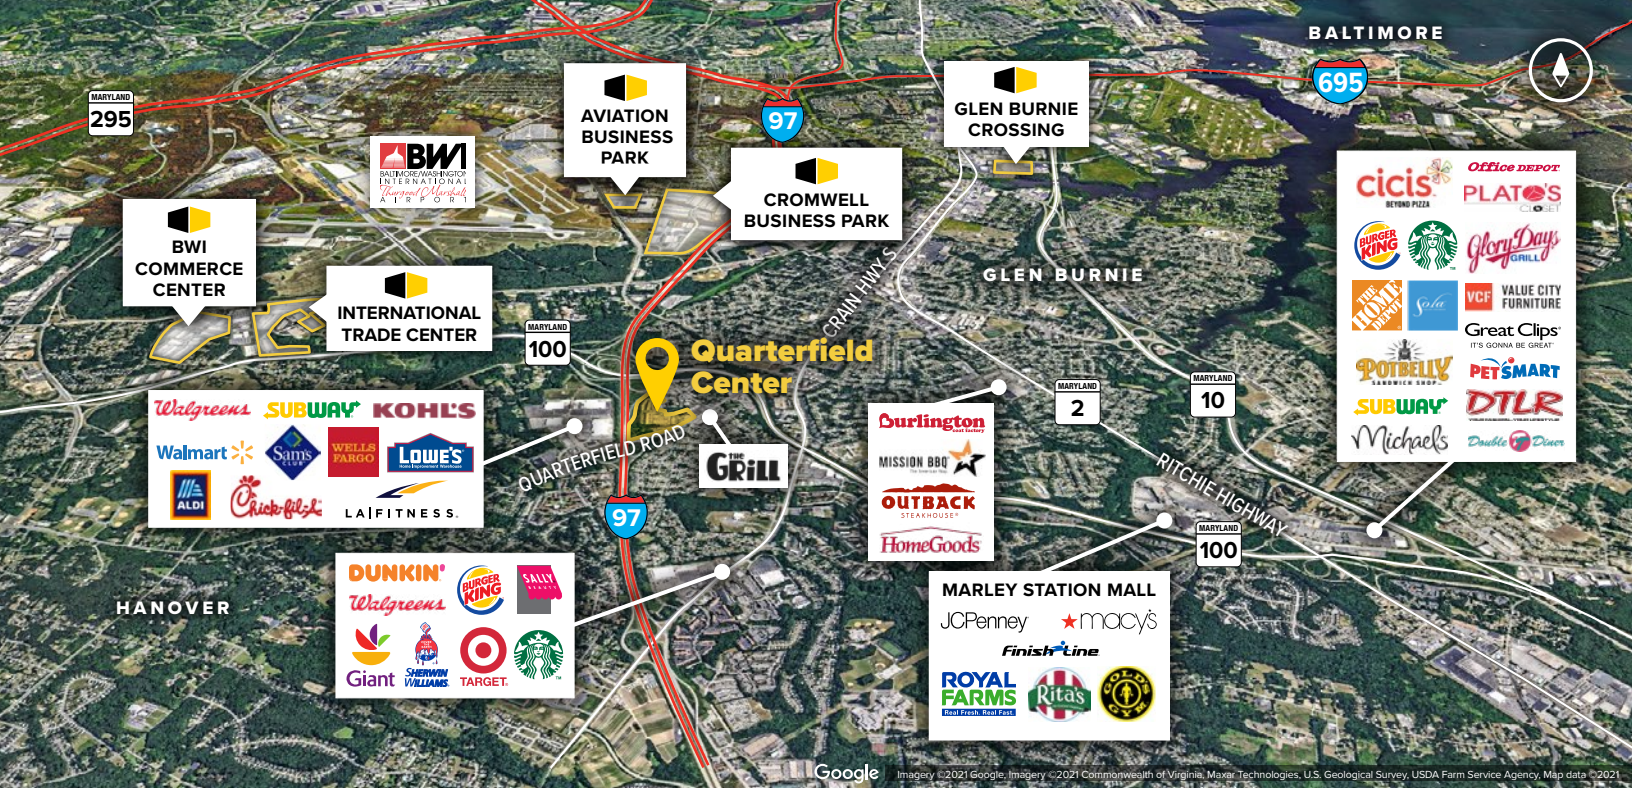 BALTIMORE
695
MARYLAND
295
AVIATION
BUSINESS
PARK
97
GLEN BURNIE
CROSSING
BWI
BALTIMORE/WASHINGTON
INTERNATIONAL
Thurgood Marshall
AIRPORT
CROMWELL
BUSINESS PARK
BWI
COMMERCE
CENTER
INTERNATIONAL
TRADE CENTER
MARYLAND
100
CRAIN HWY S
GLEN BURNIE
Quarterfield
Center
QUARTERFIELD ROAD
THE
GRILL
97
MARYLAND
2
MARYLAND
10
RITCHIE HIGHWAY
MARYLAND
100
HANOVER
Walgreens SUBWAY KOHL'S
Walmart Sam's CLUB WELLS FARGO LOWE'S
Home Improvement Warehouse
ALDI Chick-fil-A LA|FITNESS.
DUNKIN' BURGER KING SALLY BEAUTY
Walgreens
Giant SHERWIN WILLIAMS. TARGET
Burlington
coat factory
MISSION BBQ
OUTBACK
STEAKHOUSE
HomeGoods
MARLEY STATION MALL
JCPenney macy's
Finish Line
ROYAL
FARMS
Real Fresh. Real Fast.
Rita's
GOLD'S GYM
cicis
BEYOND PIZZA
Office DEPOT
PLATO'S
CLOSET
BURGER KING
Glory Days
GRILL
THE HOME DEPOT
Sola
VCF VALUE CITY
FURNITURE
Great Clips
IT'S GONNA BE GREAT
POTBELLY
SANDWICH SHOP
PETSMART
SUBWAY
DTLR
Michaels
Double T Diner
Google Imagery ©2021 Google, Imagery ©2021 Commonwealth of Virginia, Maxar Technologies, U.S. Geological Survey, USDA Farm Service Agency, Map data ©2021